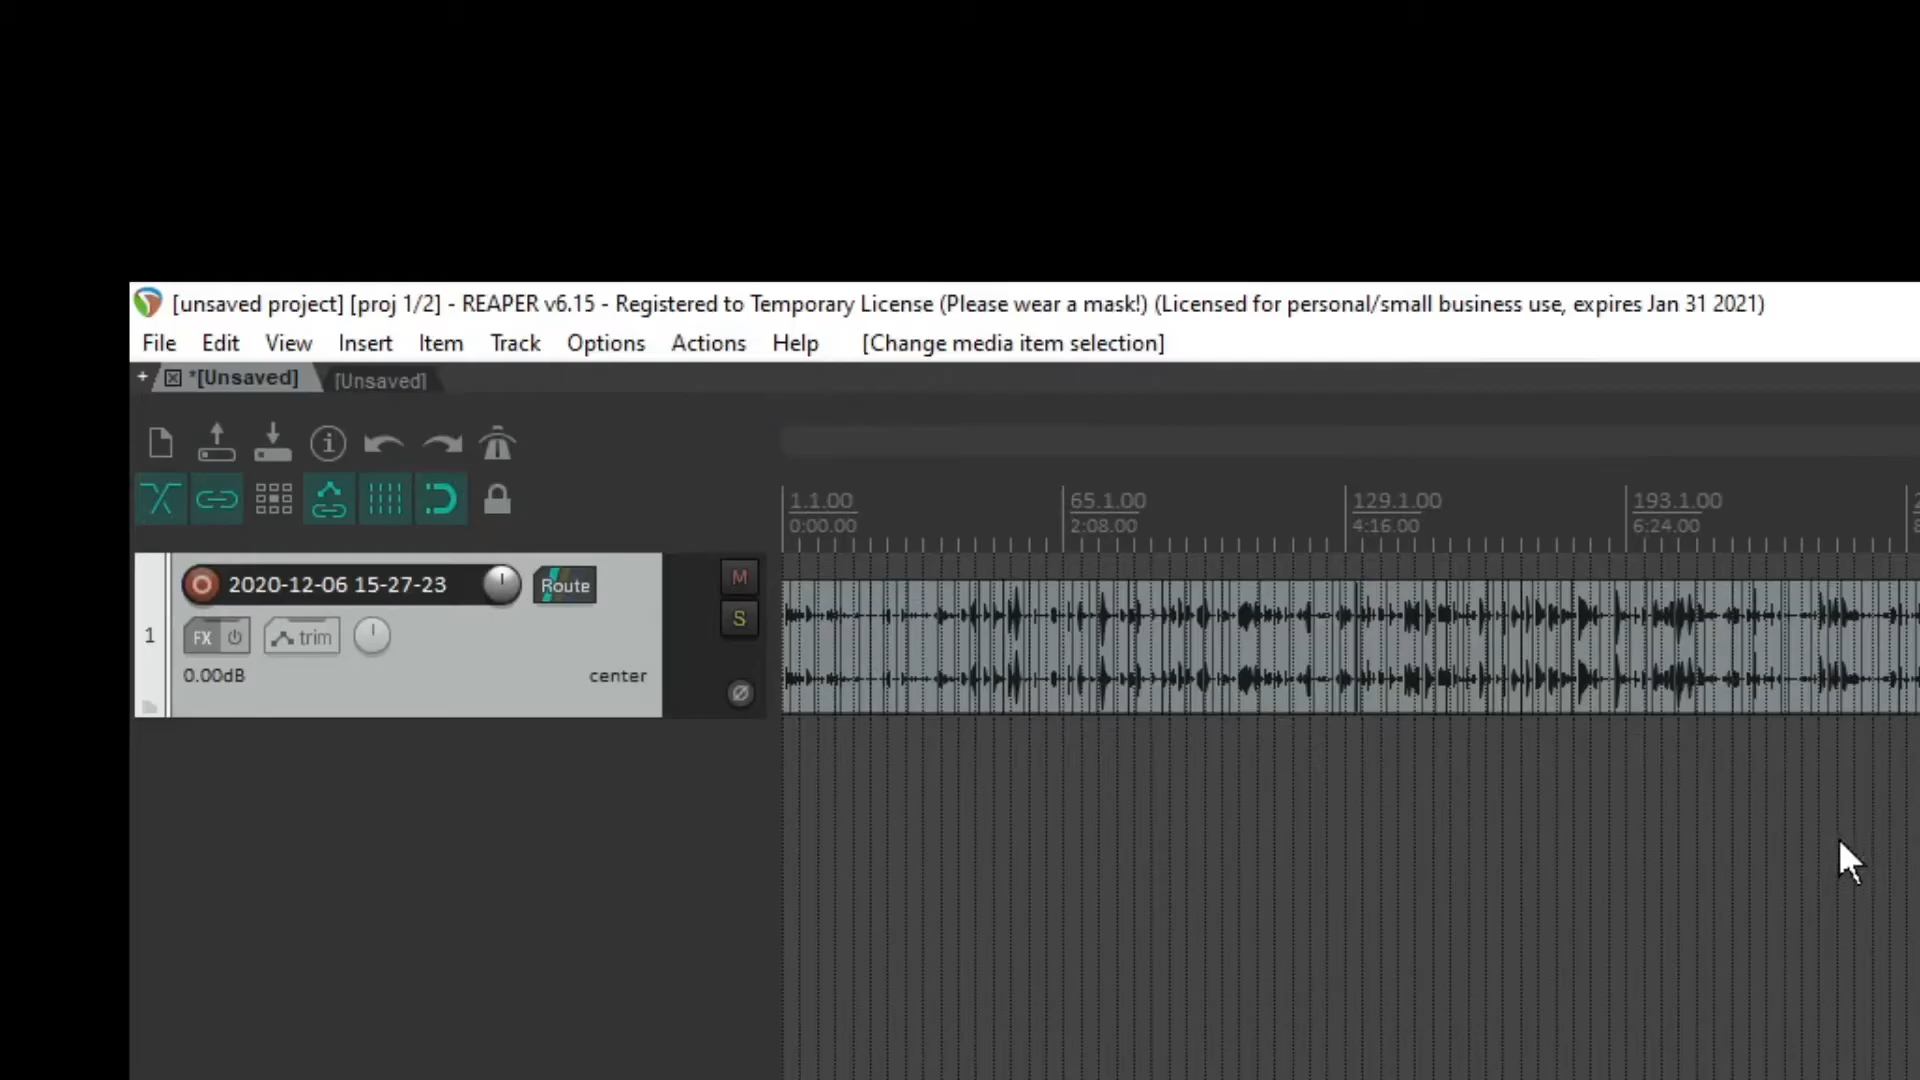 [unsaved project] [proj 1/2] - REAPER v6.15 - Registered to Temporary License (Please wear a mask!) (Licensed for personal/small business use, expires Jan 31 2021)
File Edit View Insert Item Track Options Actions Help [Change media item selection]
+ *[Unsaved] [Unsaved]
1.1.00 65.1.00 129.1.00 193.1.00
0:00.00 2:08.00 4:16.00 6:24.00
2020-12-06 15-27-23 Route M
S
1 FX trim
0.00dB center